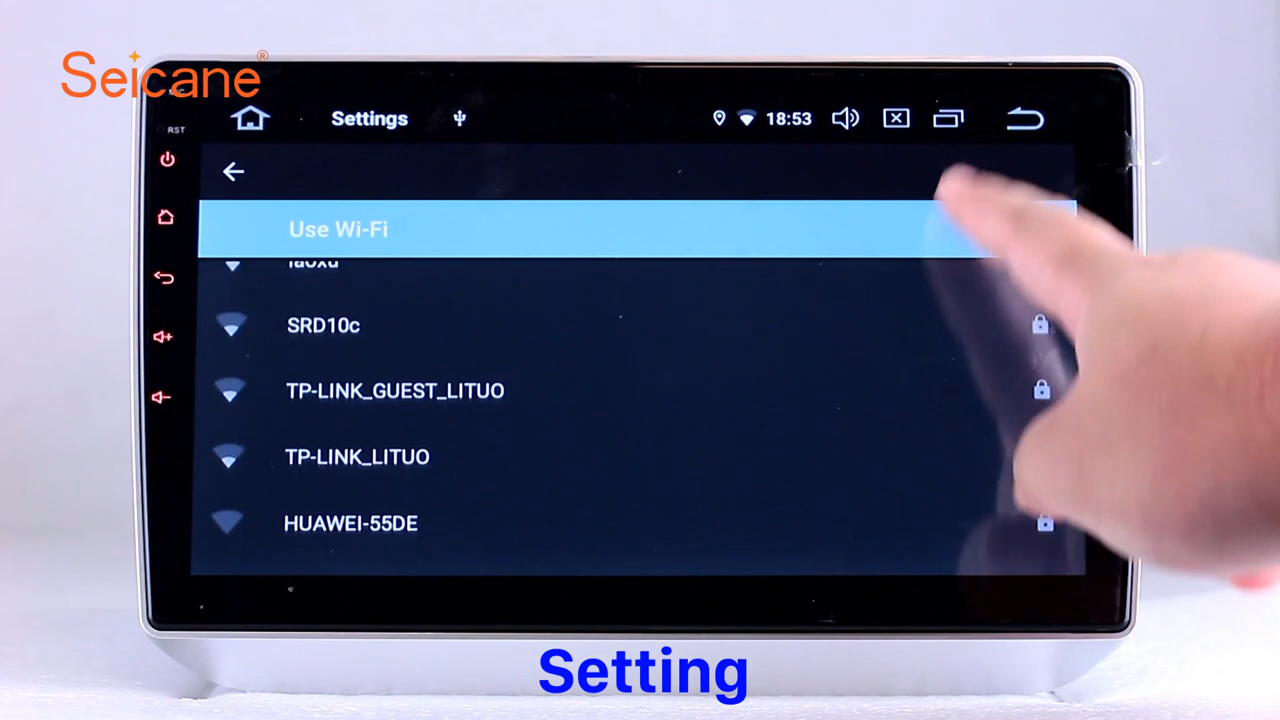 Seicane®
RST
Settings
18:53
Use Wi-Fi
SRD10c
TP-LINK_GUEST_LITUO
TP-LINK_LITUO
HUAWEI-55DE
Setting